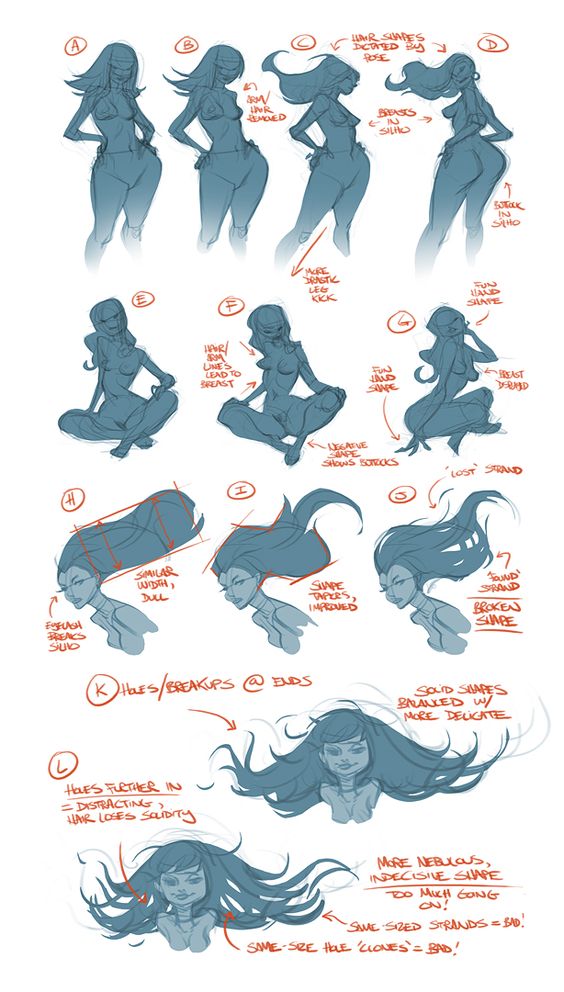 A
B
C
D
HAIR SHAPES
DICTATED BY
POSE
ARM/
HAIR
REMOVED
BREASTS
IN
SILHO
BUTTOCK
IN
SILHO
MORE
DRASTIC
LEG
KICK
E
F
G
FUN
HAND
SHAPE
HAIR/
ARM
LINES
LEAD TO
BREAST
FUN
HAND
SHAPE
BREAST
DISPLAYED
NEGATIVE
SHAPE
SHOWS BUTTOCKS
H
I
J
'LOST' STRAND
SIMILAR
WIDTH,
DULL
SHAPE
TAPERS,
IMPROVED
'FOUND'
STRAND
BROKEN
SHAPE
EYELASH
BREAKS
SILHO
K HOLES/BREAKUPS @ ENDS
SOLID SHAPES
BALANCED W/
MORE DELICATE
L
HOLES FURTHER IN
= DISTRACTING,
HAIR LOSES SOLIDITY
MORE NEBULOUS,
INDECISIVE SHAPE
TOO MUCH GOING
ON!
SAME-SIZED STRANDS = BAD!
SAME-SIZE HOLE 'CLONES' = BAD!